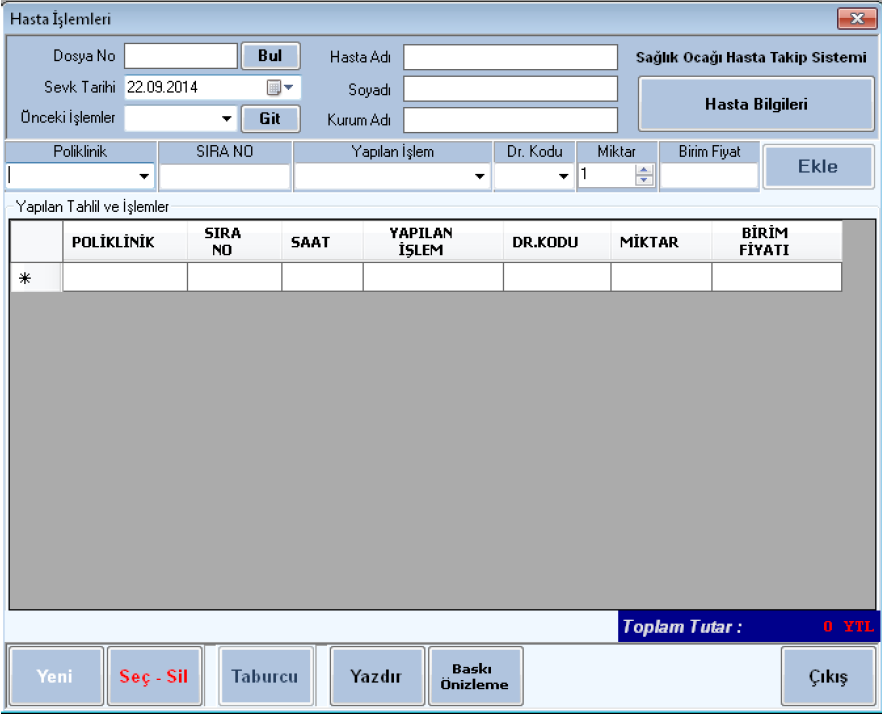 Hasta İşlemleri
Dosya No
Bul
Hasta Adı
Sağlık Ocağı Hasta Takip Sistemi
Sevk Tarihi 22.09.2014
Soyadı
Hasta Bilgileri
Önceki İşlemler
Git
Kurum Adı
Poliklinik SIRA NO Yapılan İşlem Dr. Kodu Miktar Birim Fiyat
1
Ekle
Yapılan Tahlil ve İşlemler
POLİKLİNİK SIRA NO SAAT YAPILAN İŞLEM DR.KODU MİKTAR BİRİM FİYATI
Toplam Tutar : 0 YTL
Yeni
Seç - Sil
Taburcu
Yazdır
Baskı
Önizleme
Çıkış